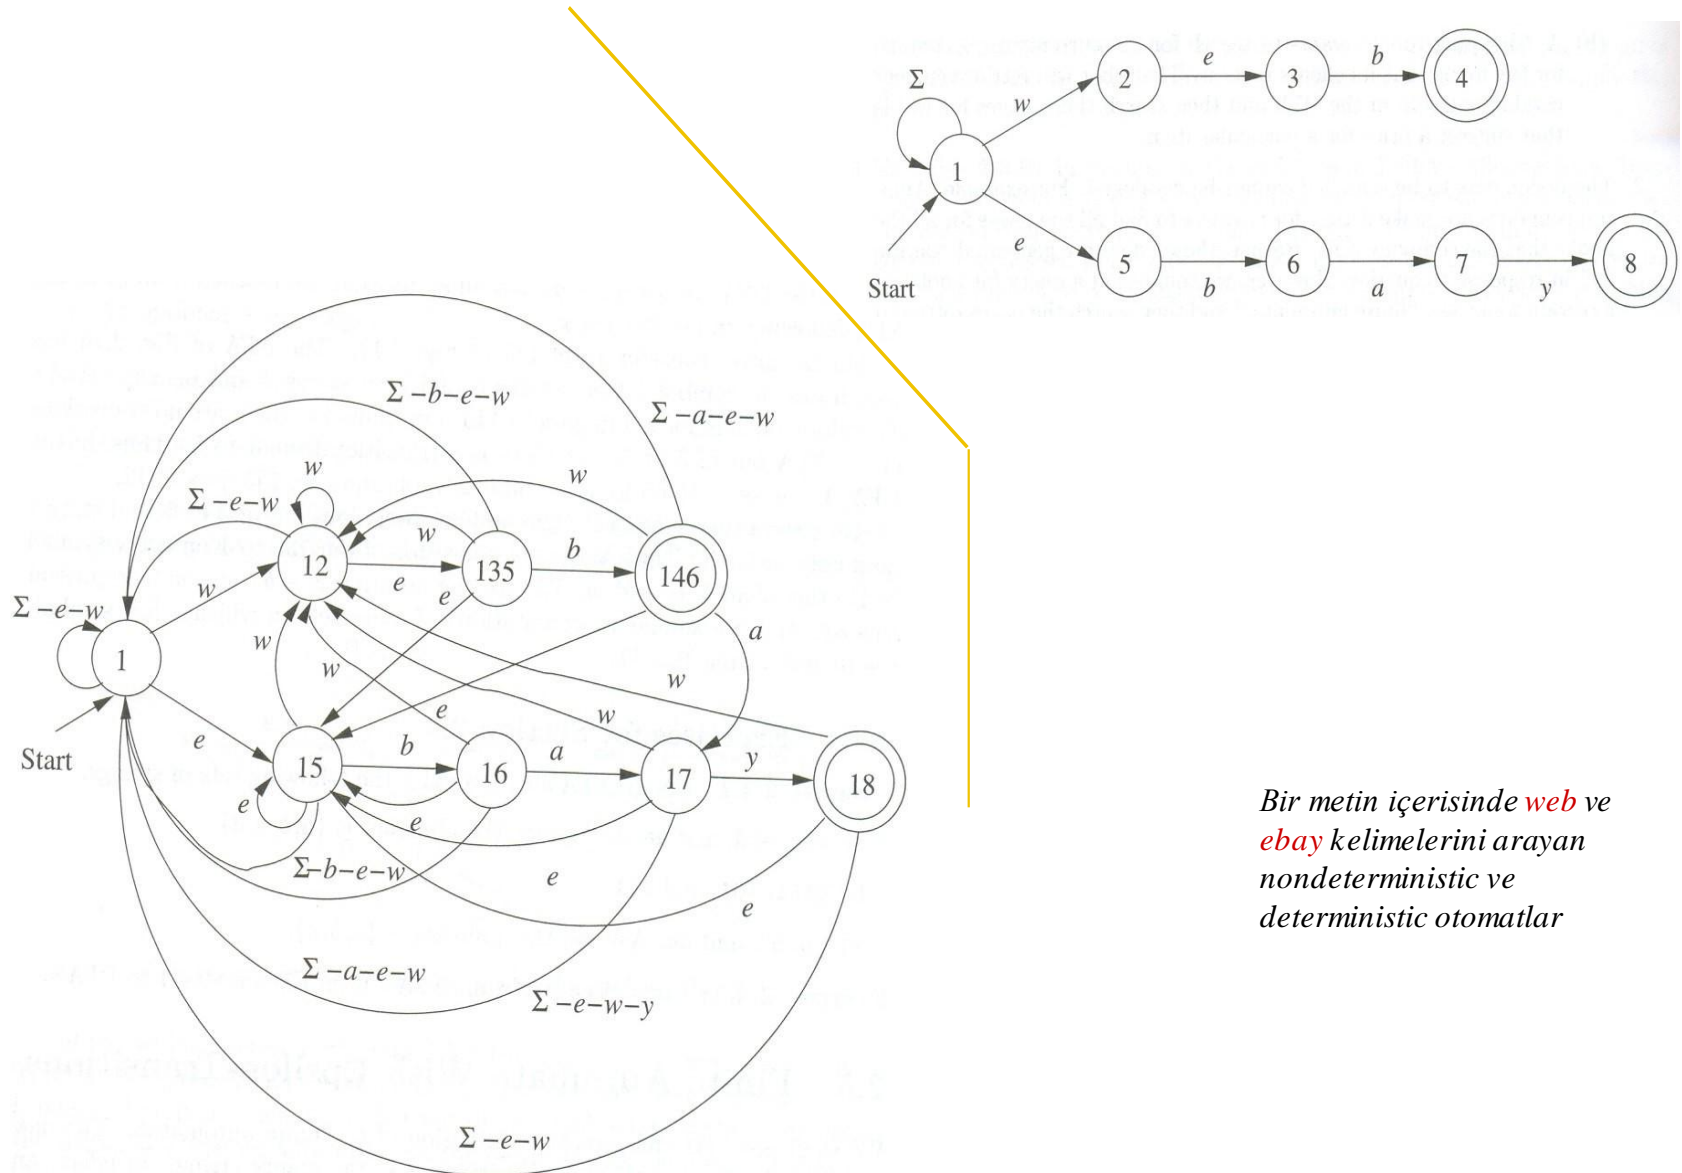 Σ
w
e
b
2
3
4
1
e
b
a
y
5
6
7
8
Start
Σ –b–e–w
Σ –a–e–w
w
w
Σ –e–w
w
b
12
e
135
146
w
e
Σ –e–w
w
a
1
w
w
e
w
Start
e
b
a
y
15
16
17
18
e
e
Σ–b–e–w
e
e
Σ –a–e–w
Σ –e–w–y
Σ –e–w
Bir metin içerisinde web ve
ebay kelimelerini arayan
nondeterministic ve
deterministic otomatlar